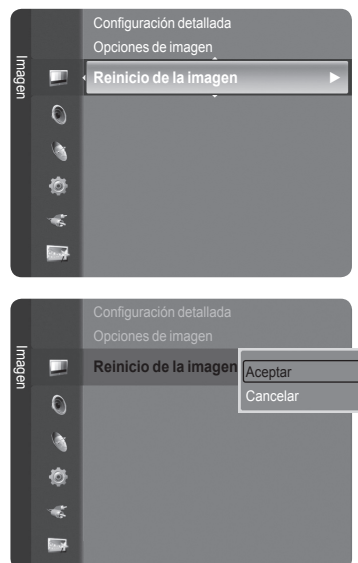 Imagen
Configuración detallada
Opciones de imagen
Reinicio de la imagen
Imagen
Configuración detallada
Opciones de imagen
Reinicio de la imagen
Aceptar
Cancelar